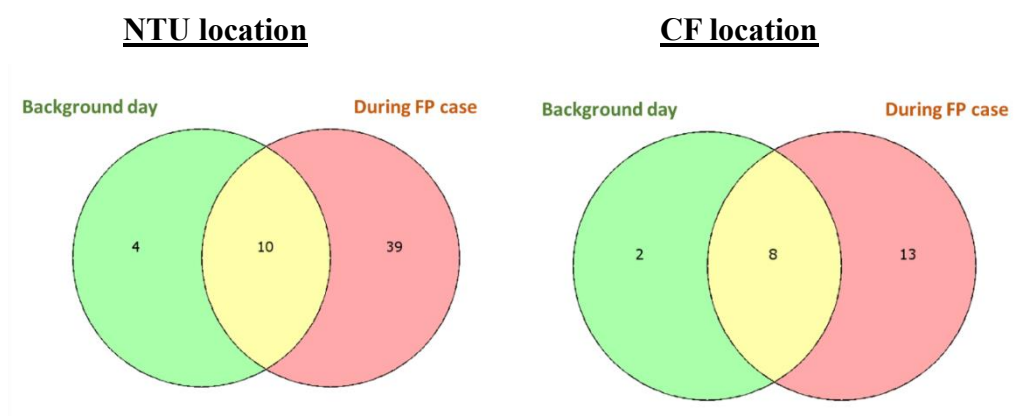 NTU location
CF location
Background day
During FP case
Background day
During FP case
4
10
39
2
8
13